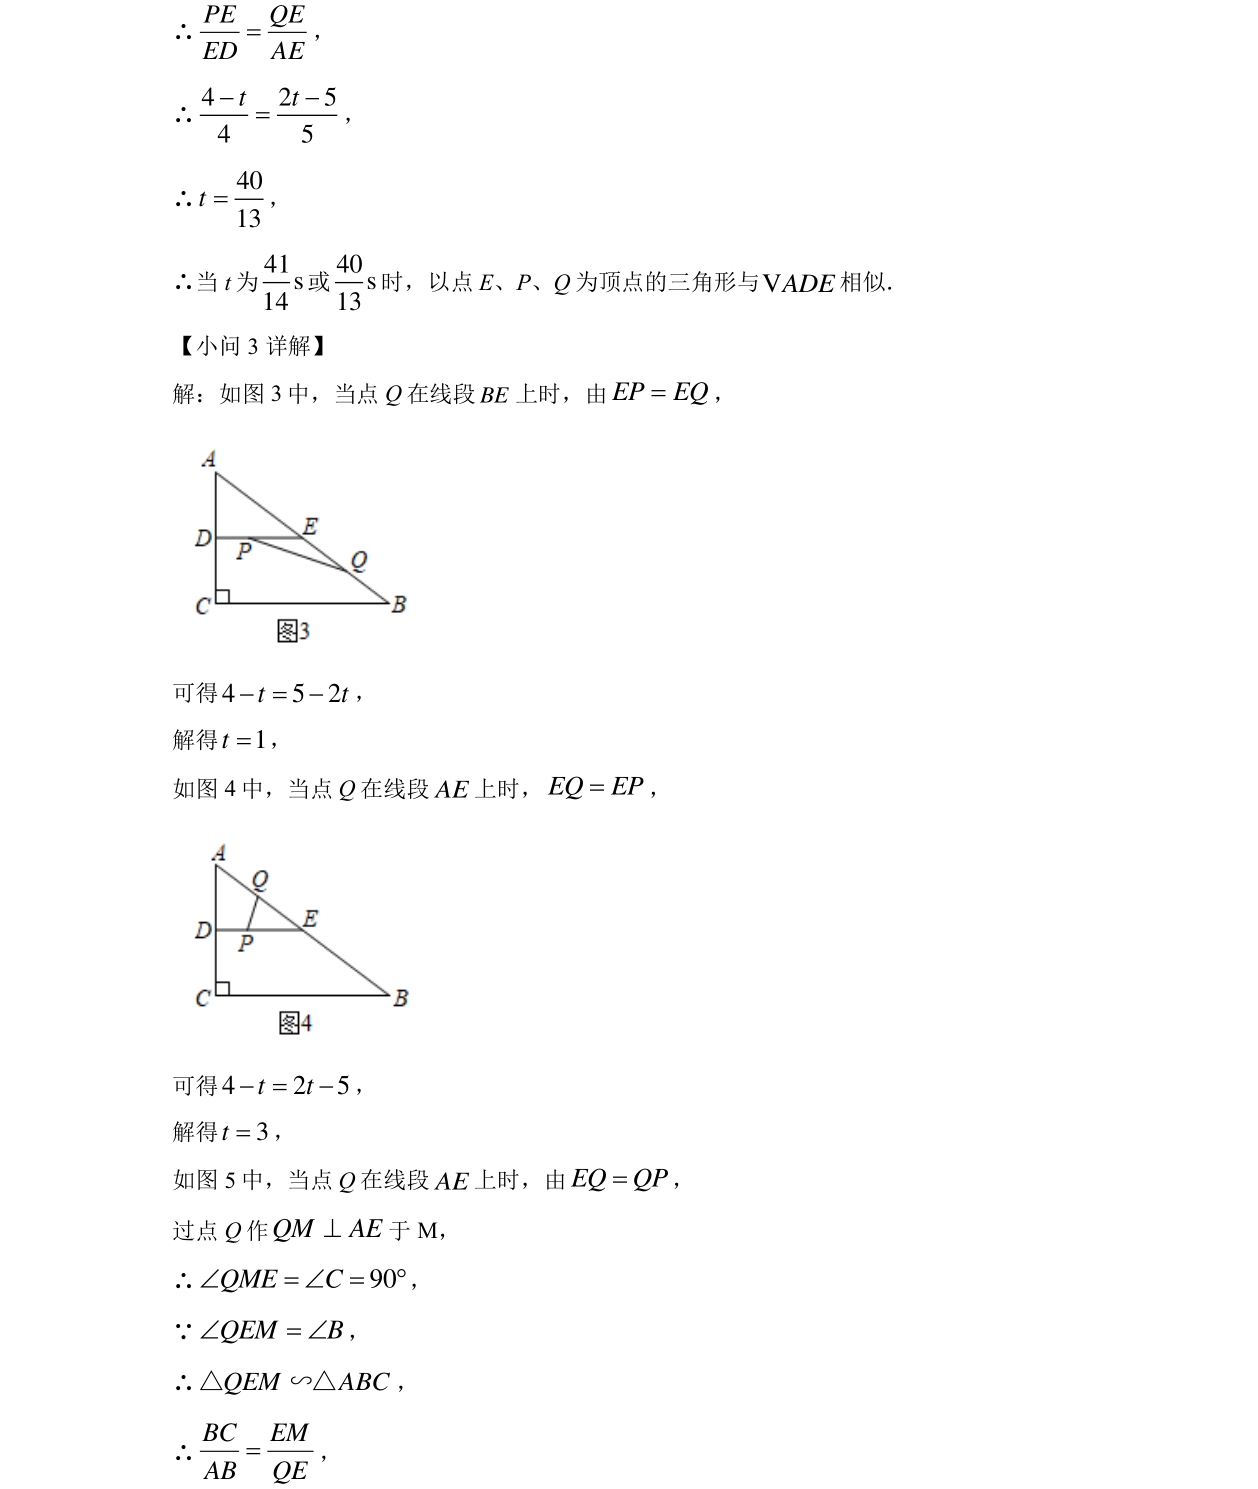 ∴ PE/ED = QE/AE，
∴ (4−t)/4 = (2t−5)/5，
∴ t = 40/13，
∴当 t 为 41/14 s 或 40/13 s 时，以点 E、P、Q 为顶点的三角形与VADE 相似．
【小问 3 详解】
解：如图 3 中，当点 Q 在线段 BE 上时，由 EP = EQ，
A
D
P
E
Q
C
B
图3
可得 4−t = 5−2t，
解得 t = 1，
如图 4 中，当点 Q 在线段 AE 上时， EQ = EP，
A
Q
D
P
E
C
B
图4
可得 4−t = 2t−5，
解得 t = 3，
如图 5 中，当点 Q 在线段 AE 上时，由 EQ = QP，
过点 Q 作 QM ⊥ AE 于 M，
∴ ∠QME = ∠C = 90°，
∵ ∠QEM = ∠B，
∴ △QEM ∽△ABC，
∴ BC/AB = EM/QE，